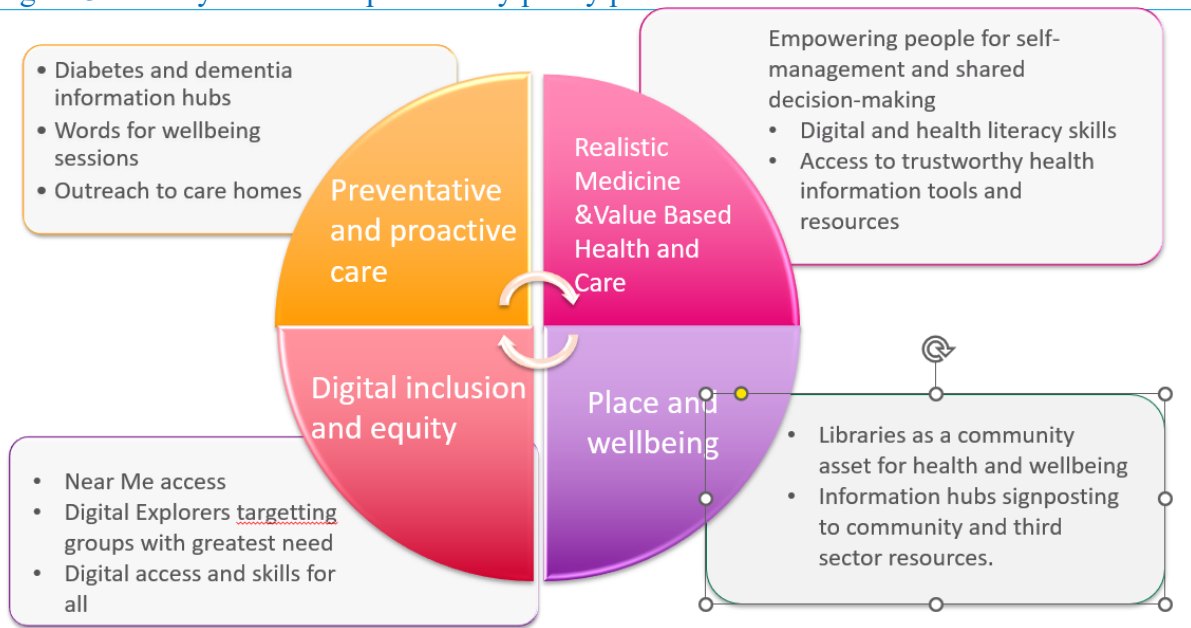 • Diabetes and dementia
information hubs
• Words for wellbeing
sessions
• Outreach to care homes
Preventative
and proactive
care
Realistic
Medicine
&Value Based
Health and
Care
Empowering people for self-
management and shared
decision-making
• Digital and health literacy skills
• Access to trustworthy health
information tools and
resources
Digital inclusion
and equity
• Near Me access
• Digital Explorers targetting
groups with greatest need
• Digital access and skills for
all
Place and
wellbeing
• Libraries as a community
asset for health and wellbeing
• Information hubs signposting
to community and third
sector resources.